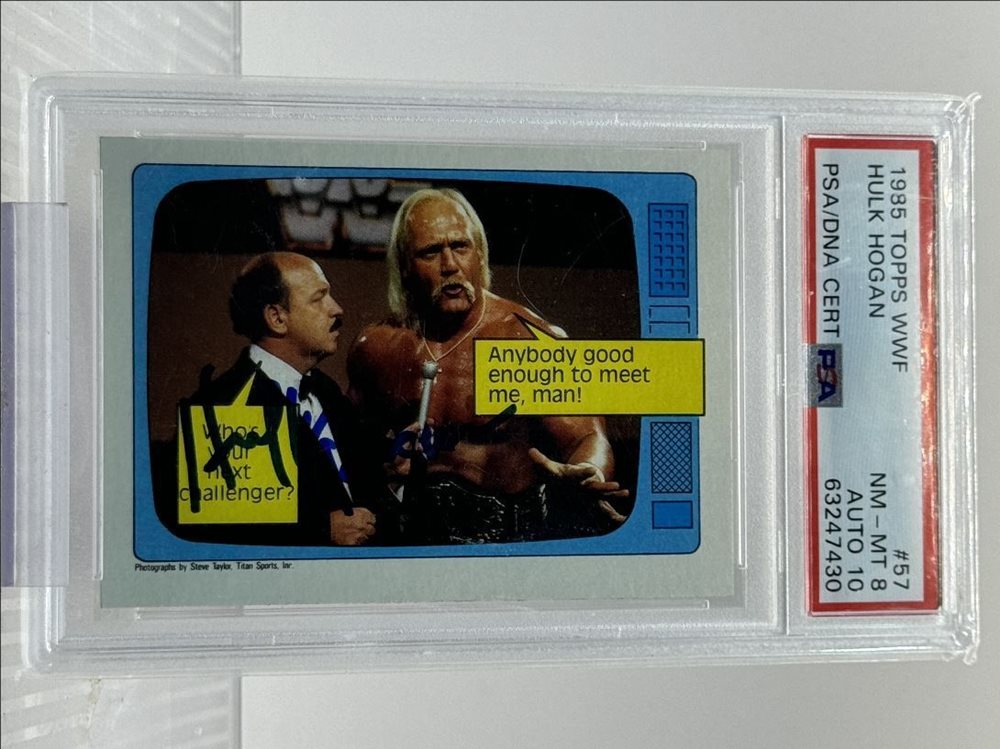 1985 TOPPS WWF
HULK HOGAN
PSA/DNA CERT
PSA
#57
NM - MT 8
AUTO 10
63247430
Anybody good
enough to meet
me, man!
Who's
your
next
challenger?
Photographs by Steve Taylor, Titan Sports, Inc.